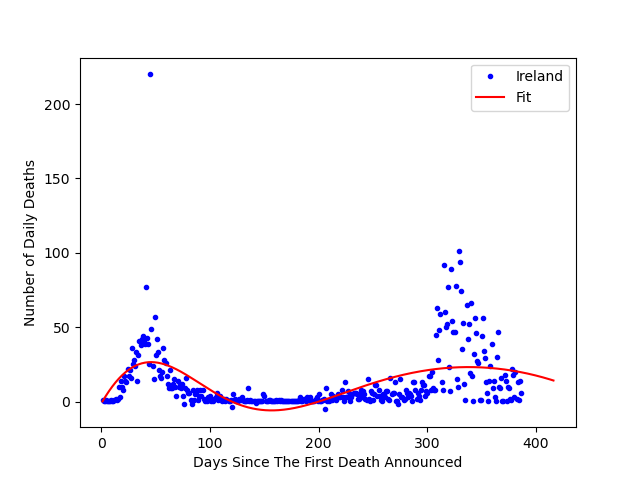 Ireland
Fit
Number of Daily Deaths
200
150
100
50
0
0 100 200 300 400
Days Since The First Death Announced